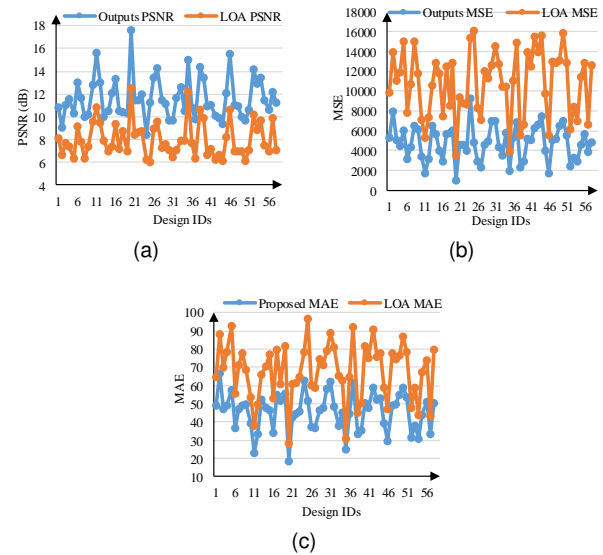 Outputs PSNR LOA PSNR
18
16
14
12
10
8
6
4
PSNR (dB)
1 6 11 16 21 26 31 36 41 46 51 56
Design IDs
(a)
Outputs MSE LOA MSE
18000
16000
14000
12000
10000
8000
6000
4000
2000
0
MSE
1 6 11 16 21 26 31 36 41 46 51 56
Design IDs
(b)
Proposed MAE LOA MAE
100
90
80
70
60
50
40
30
20
10
MAE
1 6 11 16 21 26 31 36 41 46 51 56
Design IDs
(c)